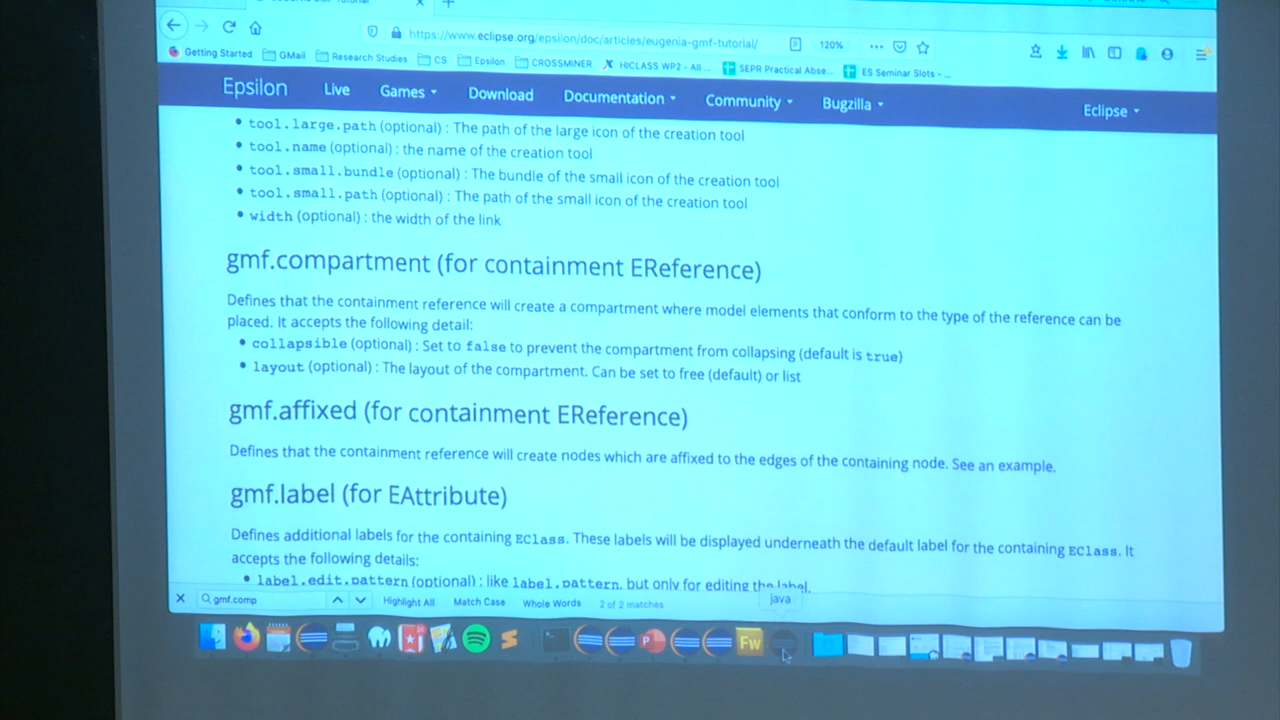 https://www.eclipse.org/epsilon/doc/articles/eugenia-gmf-tutorial/
120%
Getting Started GMail Research Studies CS Epsilon CROSSMINER HICLASS WP2 - All ... SEPR Practical Abse... ES Seminar Slots - ...
Epsilon Live Games Download Documentation Community Bugzilla Eclipse
• tool.large.path (optional) : The path of the large icon of the creation tool
• tool.name (optional) : the name of the creation tool
• tool.small.bundle (optional) : The bundle of the small icon of the creation tool
• tool.small.path (optional) : The path of the small icon of the creation tool
• width (optional) : the width of the link
gmf.compartment (for containment EReference)
Defines that the containment reference will create a compartment where model elements that conform to the type of the reference can be
placed. It accepts the following detail:
• collapsible (optional) : Set to false to prevent the compartment from collapsing (default is true)
• layout (optional) : The layout of the compartment. Can be set to free (default) or list
gmf.affixed (for containment EReference)
Defines that the containment reference will create nodes which are affixed to the edges of the containing node. See an example.
gmf.label (for EAttribute)
Defines additional labels for the containing EClass. These labels will be displayed underneath the default label for the containing EClass. It
accepts the following details:
• label.edit.pattern (optional) : like label.pattern, but only for editing the label.
gmf.comp Highlight All Match Case Whole Words 2 of 2 matches
java
Fw